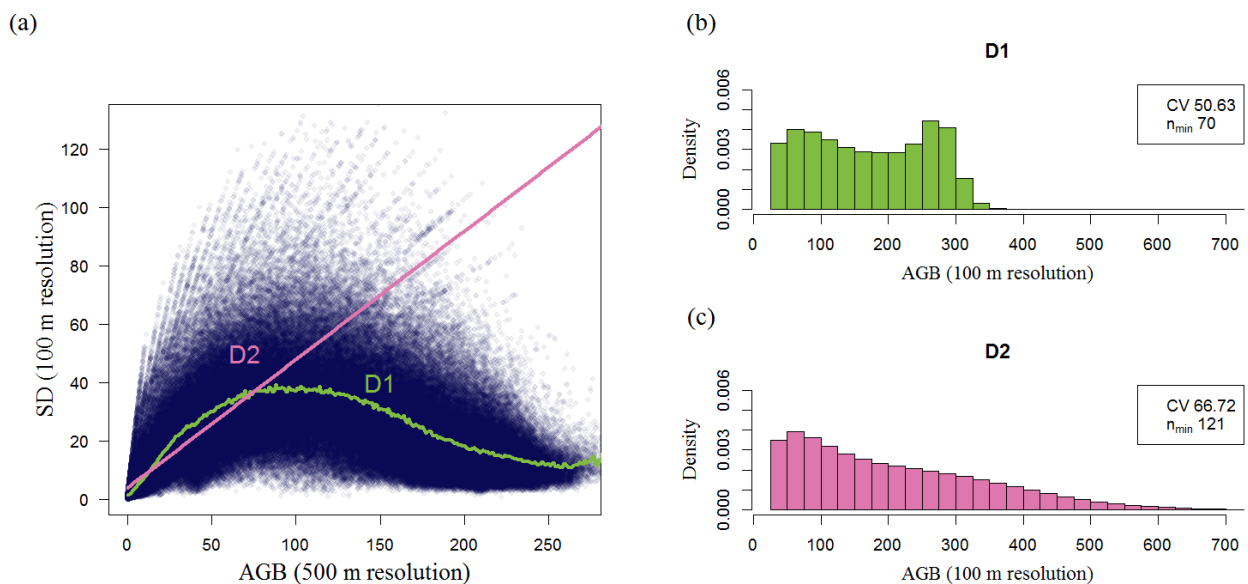 (a)
SD (100 m resolution)
120
100
80
60
40
20
0
D2
D1
0 50 100 150 200 250
AGB (500 m resolution)
(b)
D1
Density
0.006
0.003
0.000
CV 50.63
nmin 70
0 100 200 300 400 500 600 700
AGB (100 m resolution)
(c)
D2
Density
0.006
0.003
0.000
CV 66.72
nmin 121
0 100 200 300 400 500 600 700
AGB (100 m resolution)